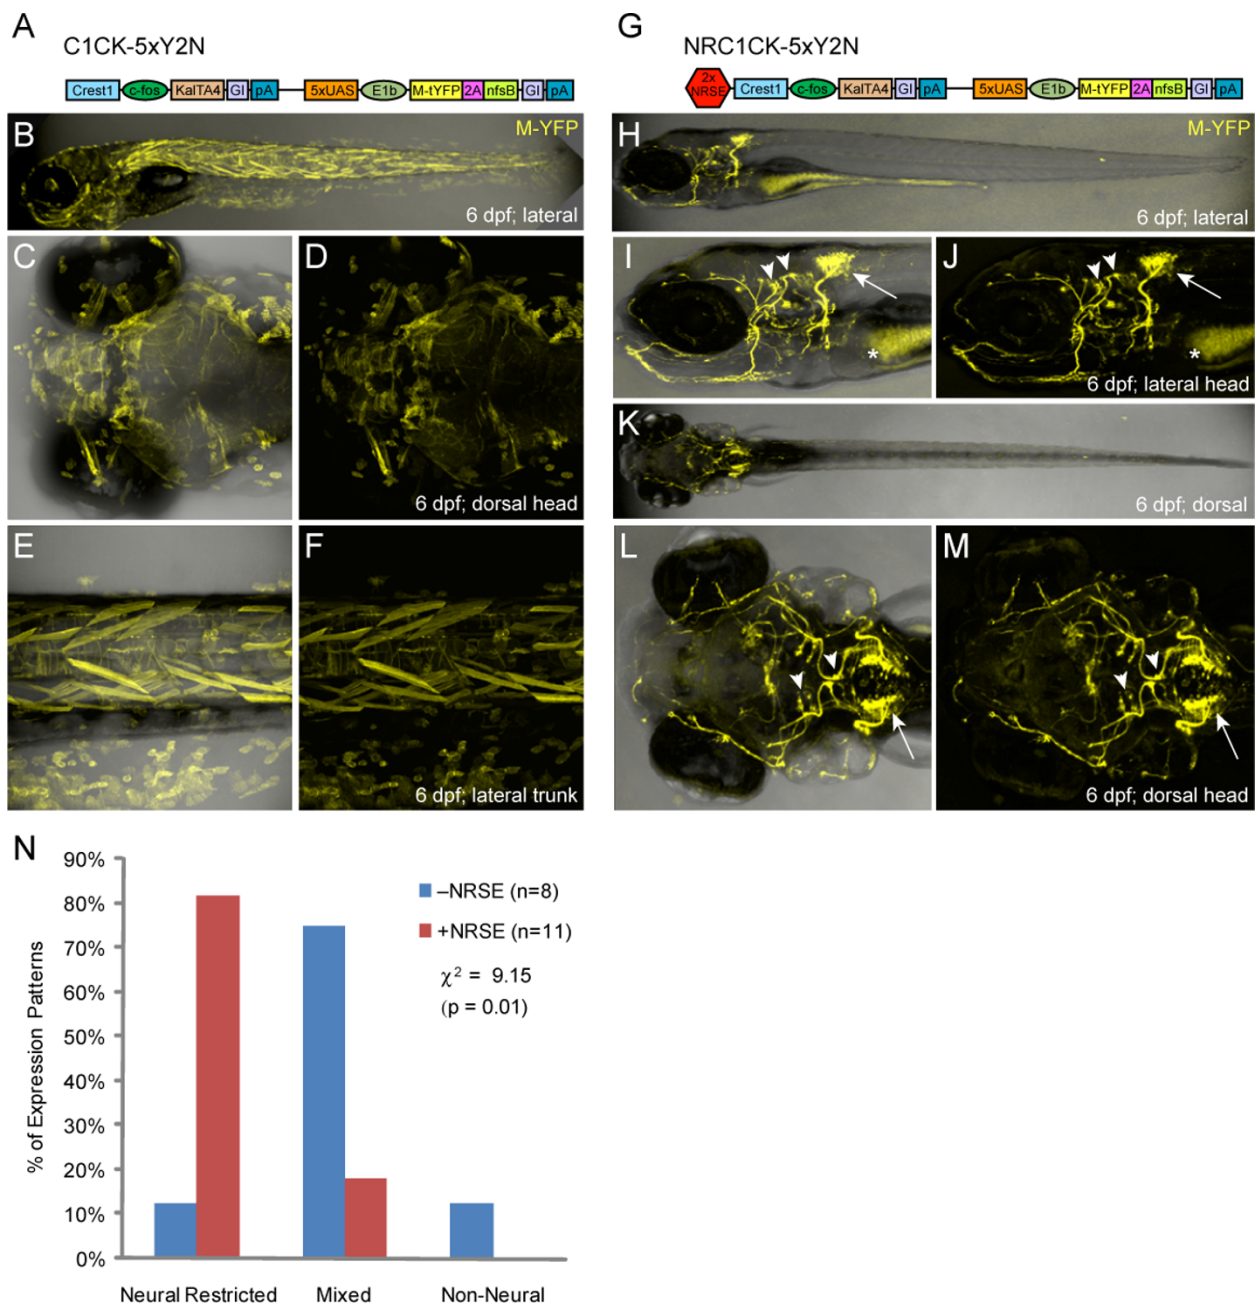 A
C1CK-5xY2N
Crest1 c-fos KalTA4 GI pA 5xUAS E1b M-tYFP 2A nfsB GI pA
B
M-YFP
6 dpf; lateral
C
D
6 dpf; dorsal head
E
F
6 dpf; lateral trunk
G
NRC1CK-5xY2N
2x
NRSE
Crest1 c-fos KalTA4 GI pA 5xUAS E1b M-tYFP 2A nfsB GI pA
H
M-YFP
6 dpf; lateral
I
*
J
*
6 dpf; lateral head
K
6 dpf; dorsal
L
M
6 dpf; dorsal head
N
% of Expression Patterns
90%
80%
70%
60%
50%
40%
30%
20%
10%
0%
–NRSE (n=8)
+NRSE (n=11)
χ² = 9.15
(p = 0.01)
Neural Restricted
Mixed
Non-Neural